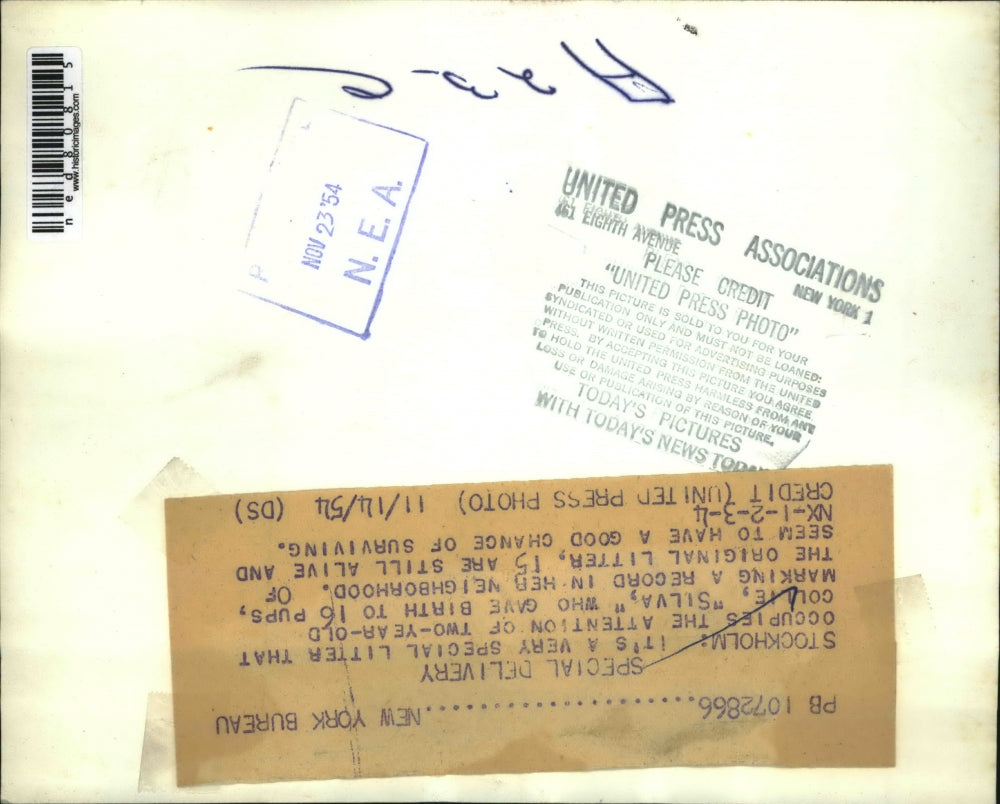 ned80815
www.historicimages.com
NOV 23 '54
N. E. A.
UNITED PRESS ASSOCIATIONS
461 EIGHTH AVENUE NEW YORK 1
PLEASE CREDIT
"UNITED PRESS PHOTO"
THIS PICTURE IS SOLD TO YOU FOR YOUR
PUBLICATION ONLY AND MUST NOT BE LOANED:
SYNDICATED OR USED FOR ADVERTISING PURPOSES
WITHOUT WRITTEN PERMISSION FROM THE UNITED
PRESS. BY ACCEPTING THIS PICTURE YOU AGREE
TO HOLD THE UNITED PRESS HARMLESS FROM ANY
LOSS OR DAMAGE ARISING BY REASON OF YOUR
USE OR PUBLICATION OF THIS PICTURE.
TODAY'S PICTURES
WITH TODAY'S NEWS TODAY
PB 1072866......................NEW YORK BUREAU
SPECIAL DELIVERY
STOCKHOLM: IT'S A VERY SPECIAL LITTER THAT
OCCUPIES THE ATTENTION OF TWO-YEAR-OLD
COLLIE, "SILVA," WHO GAVE BIRTH TO 16 PUPS,
MARKING A RECORD IN HER NEIGHBORHOOD. OF
THE ORIGINAL LITTER, 15 ARE STILL ALIVE AND
SEEM TO HAVE A GOOD CHANCE OF SURVIVING.
NX-1-2-3-4
CREDIT (UNITED PRESS PHOTO) 11/14/54 (DS)